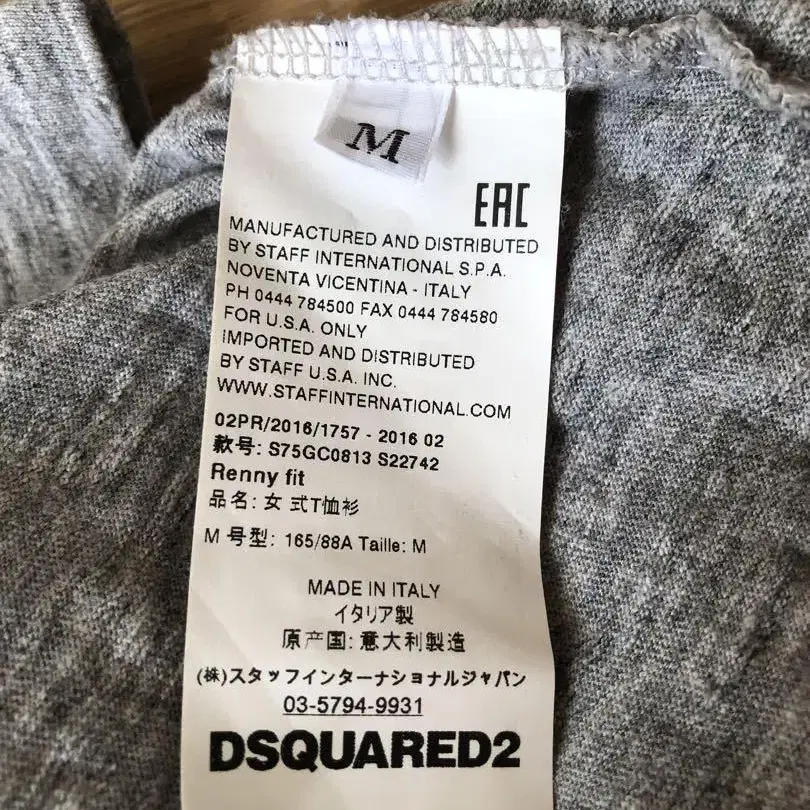 M
EAC
MANUFACTURED AND DISTRIBUTED
BY STAFF INTERNATIONAL S.P.A.
NOVENTA VICENTINA - ITALY
PH 0444 784500 FAX 0444 784580
FOR U.S.A. ONLY
IMPORTED AND DISTRIBUTED
BY STAFF U.S.A. INC.
WWW.STAFFINTERNATIONAL.COM
02PR/2016/1757 - 2016 02
款号: S75GC0813 S22742
Renny fit
品名: 女 式T恤衫
M 号型: 165/88A Taille: M
MADE IN ITALY
イタリア製
原产国: 意大利製造
(株)スタッフインターナショナルジャパン
03-5794-9931
DSQUARED2